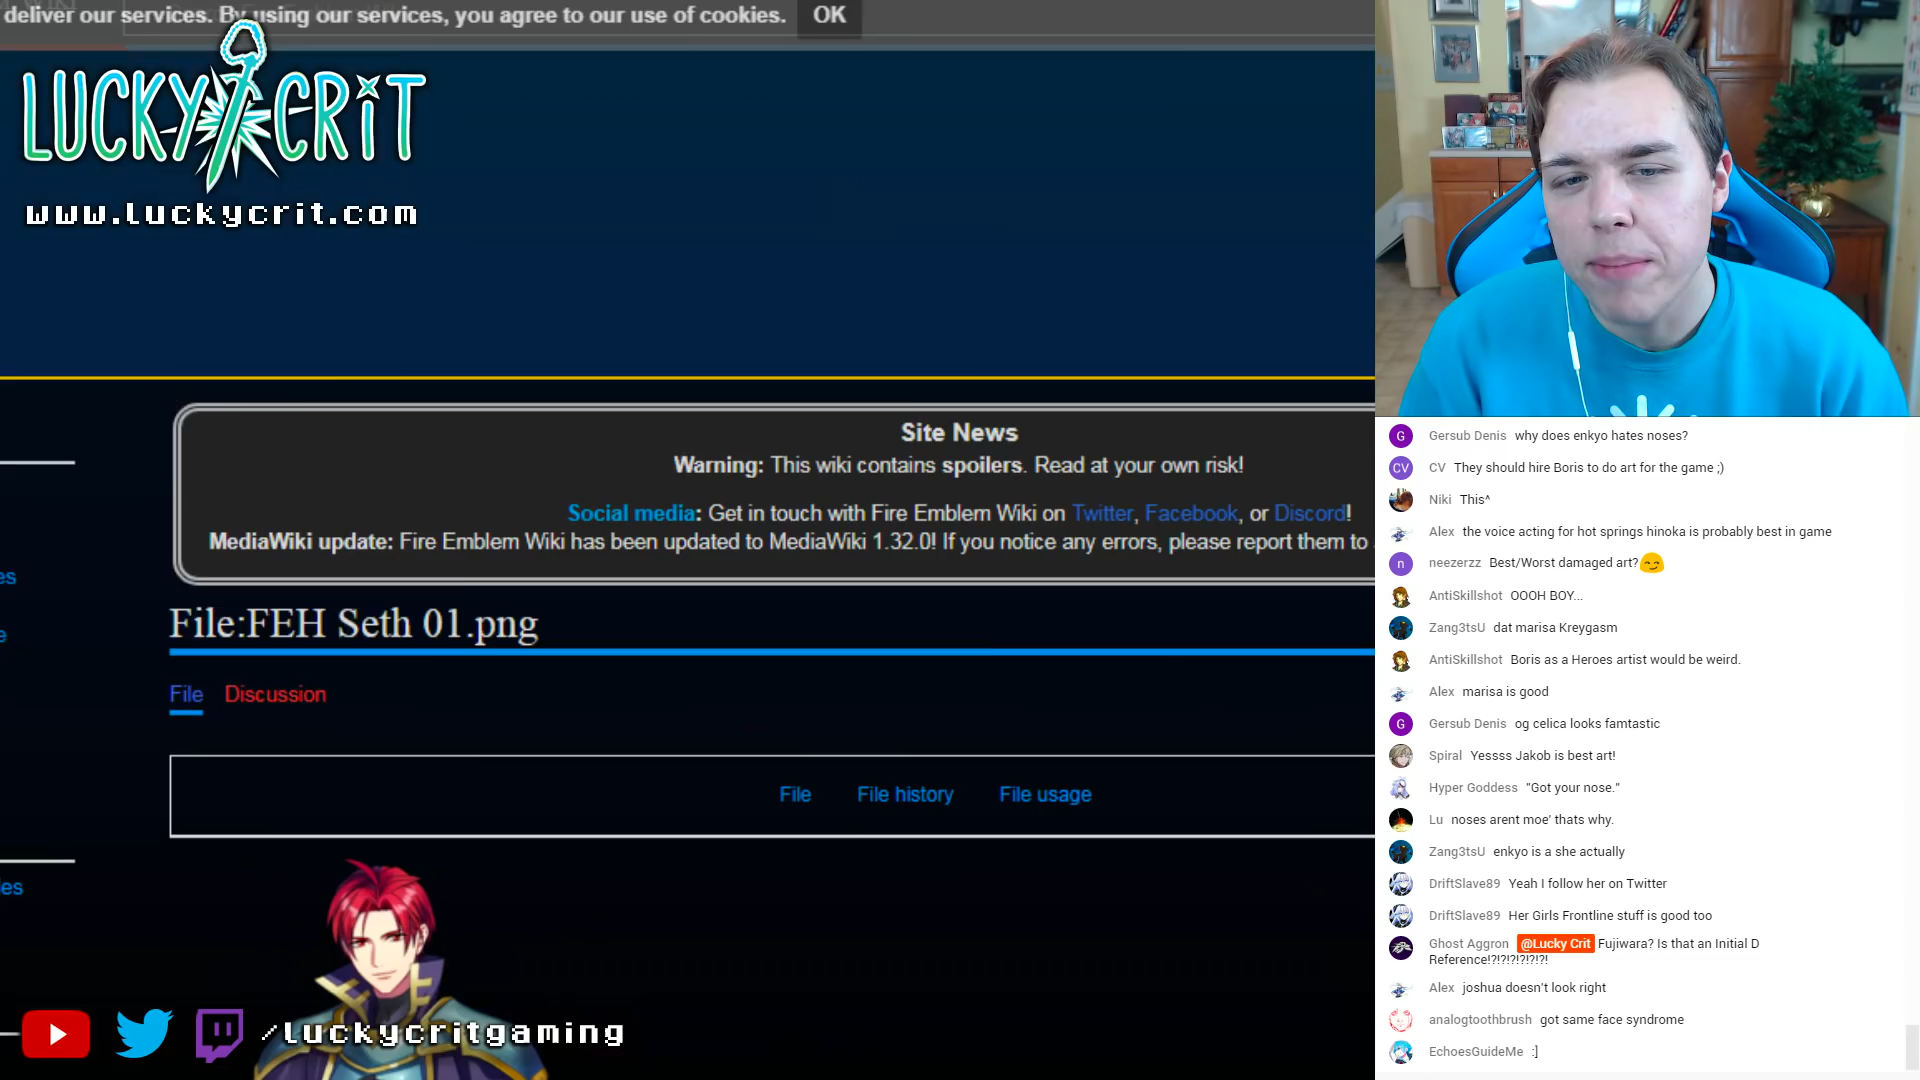 deliver our services. By using our services, you agree to our use of cookies. OK
LUCKY CRIT
www.luckycrit.com
Site News
Warning: This wiki contains spoilers. Read at your own risk!
Social media: Get in touch with Fire Emblem Wiki on Twitter, Facebook, or Discord!
MediaWiki update: Fire Emblem Wiki has been updated to MediaWiki 1.32.0! If you notice any errors, please report them to
es
e
File:FEH Seth 01.png
File Discussion
File File history File usage
les
/luckycritgaming
G Gersub Denis why does enkyo hates noses?
CV CV They should hire Boris to do art for the game ;)
Niki This^
Alex the voice acting for hot springs hinoka is probably best in game
n neezerzz Best/Worst damaged art?
AntiSkillshot OOOH BOY...
Zang3tsU dat marisa Kreygasm
AntiSkillshot Boris as a Heroes artist would be weird.
Alex marisa is good
G Gersub Denis og celica looks famtastic
Spiral Yessss Jakob is best art!
Hyper Goddess "Got your nose."
Lu noses arent moe' thats why.
Zang3tsU enkyo is a she actually
DriftSlave89 Yeah I follow her on Twitter
DriftSlave89 Her Girls Frontline stuff is good too
Ghost Aggron @Lucky Crit Fujiwara? Is that an Initial D
Reference!?!?!?!?!?!?!
Alex joshua doesn't look right
analogtoothbrush got same face syndrome
EchoesGuideMe :]